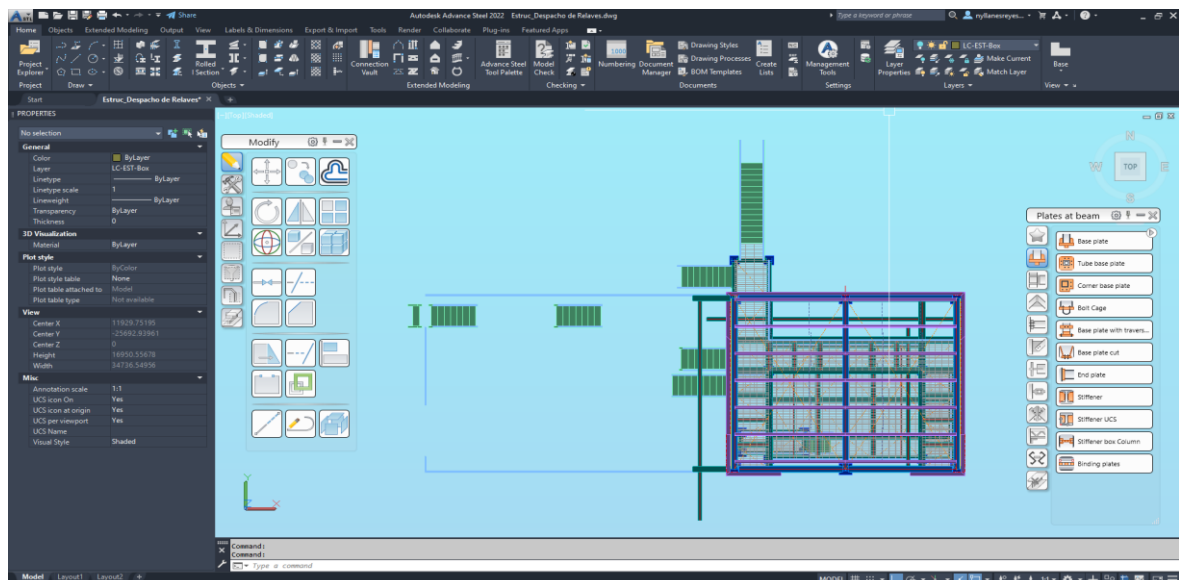 Share
Autodesk Advance Steel 2022   Estruc_Despacho de Relaves.dwg
Type a keyword or phrase
nyllanesreyes...
Home Objects Extended Modeling Output View Labels & Dimensions Export & Import Tools Render Collaborate Plug-ins Featured Apps
Project Explorer
Rolled I Section
Connection Vault
Advance Steel Tool Palette
Model Check
1000
Numbering
Document Manager
Drawing Styles
Drawing Processes
BOM Templates
Create Lists
Management Tools
Layer Properties
LC-EST-Box
Make Current
Match Layer
Base
Project Draw Objects Extended Modeling Checking Documents Settings Layers View
Start Estruc_Despacho de Relaves*
PROPERTIES
No selection
General
Color ByLayer
Layer LC-EST-Box
Linetype ByLayer
Linetype scale 1
Lineweight ByLayer
Transparency ByLayer
Thickness 0
3D Visualization
Material ByLayer
Plot style
Plot style ByColor
Plot style table None
Plot table attached to Model
Plot table type Not available
View
Center X 11929.75195
Center Y -25692.93961
Center Z 0
Height 16950.55678
Width 34736.54956
Misc
Annotation scale 1:1
UCS icon On Yes
UCS icon at origin Yes
UCS per viewport Yes
UCS Name
Visual Style Shaded
[-][Top][Shaded]
Modify
N
W TOP E
S
Plates at beam
Base plate
Tube base plate
Corner base plate
Bolt Cage
Base plate with travers...
Base plate cut
End plate
Stiffener
Stiffener UCS
Stiffener box Column
Binding plates
Y
X
Command:
Command:
Type a command
Model Layout1 Layout2 +
MODEL